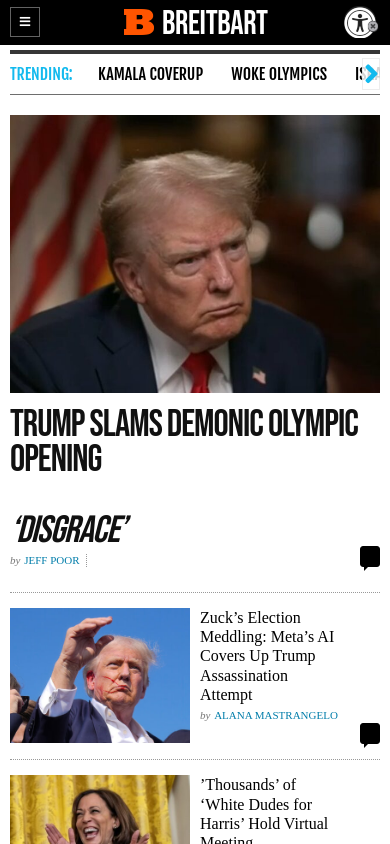 BREITBART
TRENDING: KAMALA COVERUP WOKE OLYMPICS
TRUMP SLAMS DEMONIC OLYMPIC
OPENING
‘DISGRACE’
by JEFF POOR
Zuck’s Election
Meddling: Meta’s AI
Covers Up Trump
Assassination
Attempt
by ALANA MASTRANGELO
’Thousands’ of
‘White Dudes for
Harris’ Hold Virtual
Meeting